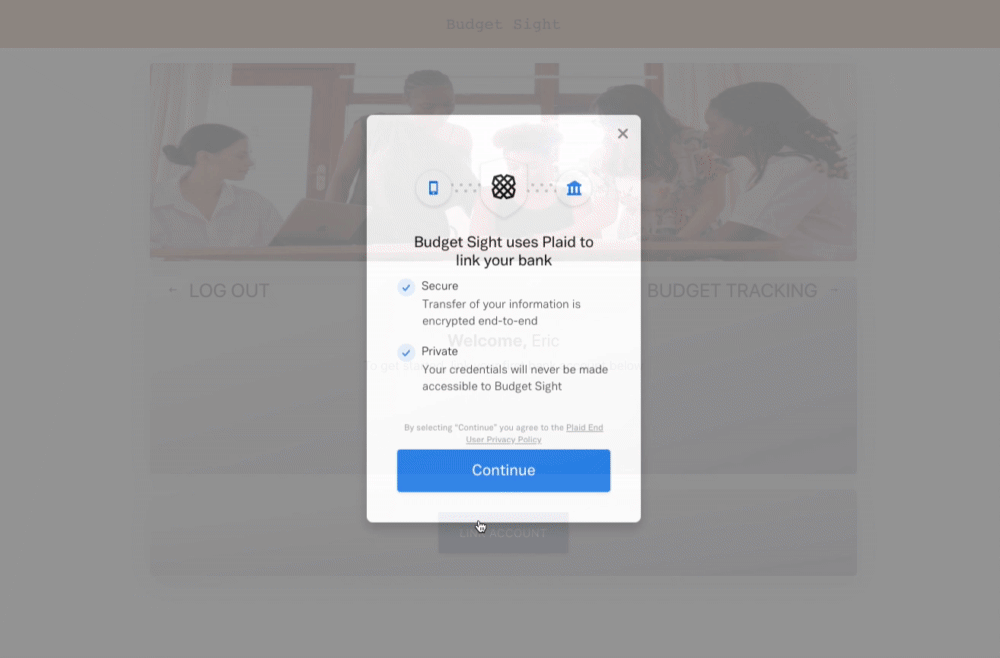 Budget Sight
Budget Sight uses Plaid to
link your bank
← LOG OUT
BUDGET TRACKING →
Secure
Transfer of your information is
encrypted end-to-end
Welcome, Eric
Private
To get
below
Your credentials will never be made
accessible to Budget Sight
By selecting "Continue" you agree to the Plaid End
User Privacy Policy
Continue
LINK ACCOUNT